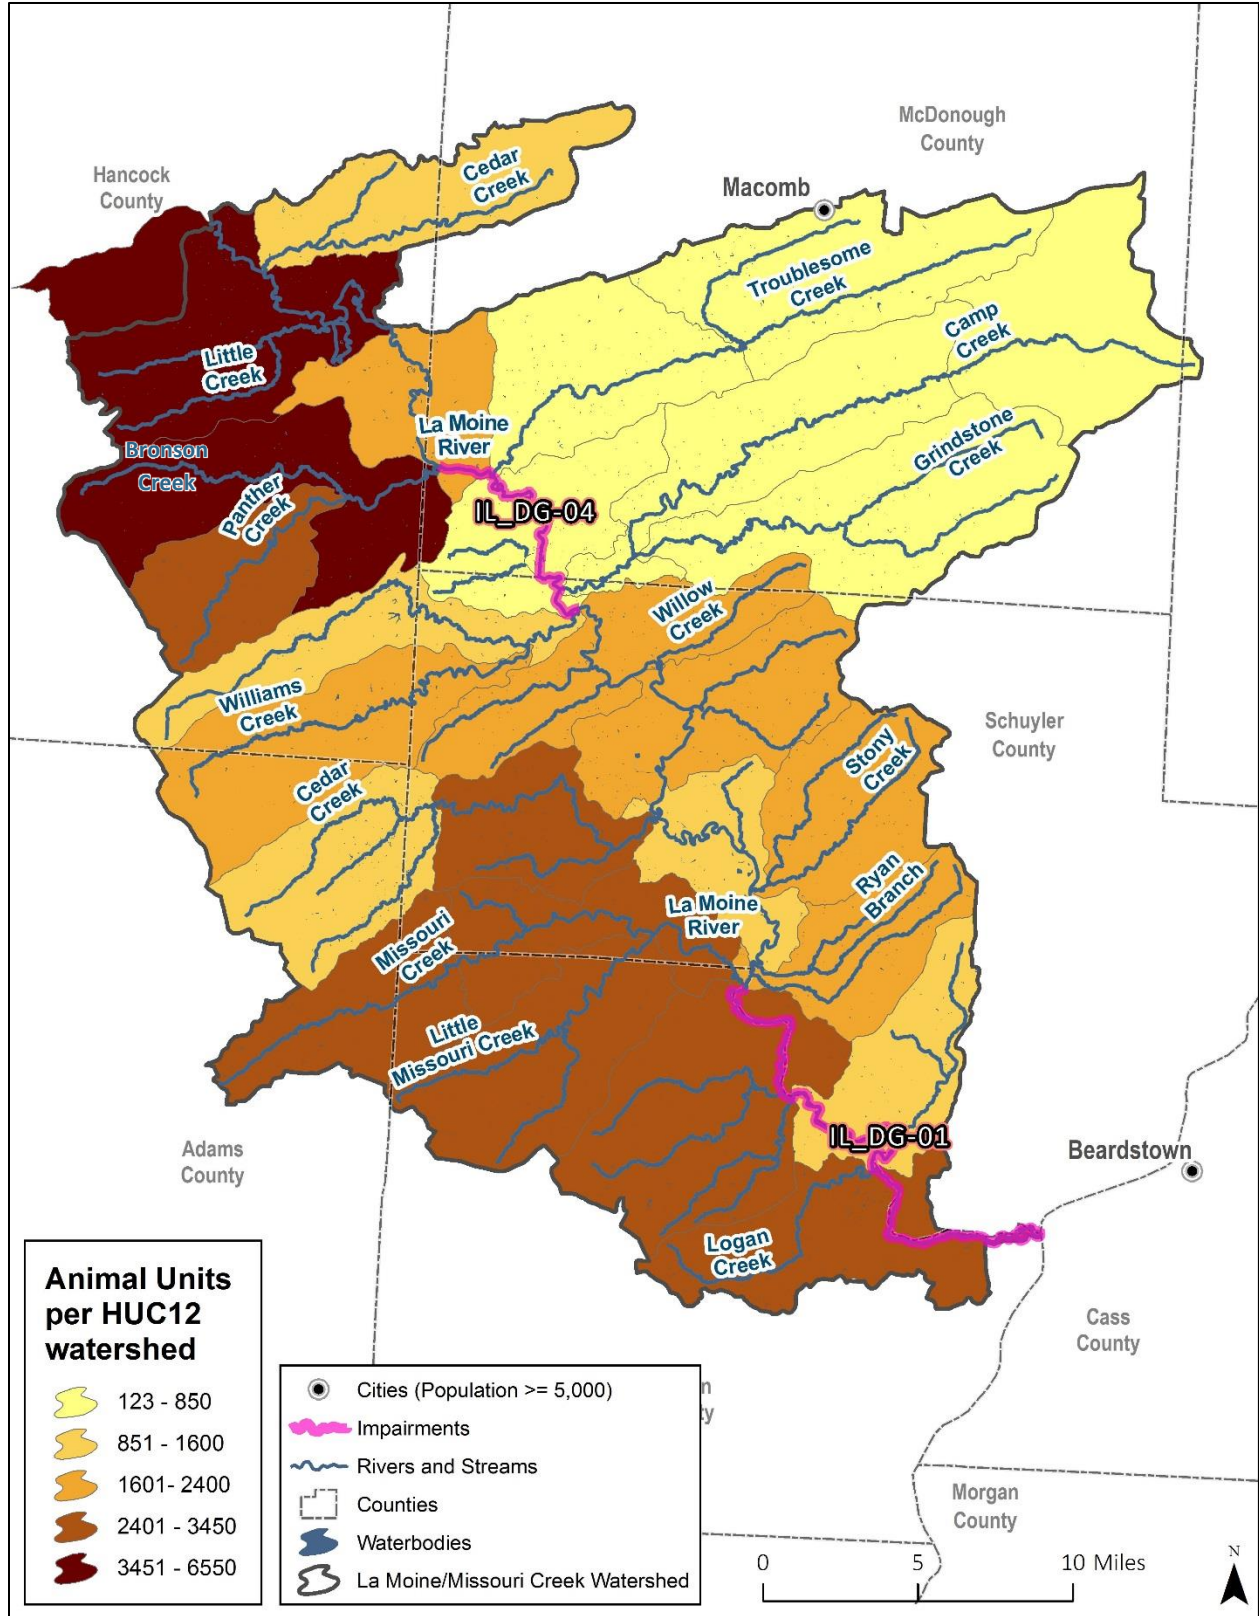 McDonough
County
Hancock
County
Cedar
Creek
Macomb
Troublesome
Creek
Camp
Creek
Little
Creek
Grindstone
Creek
La Moine
River
Bronson
Creek
Panther
Creek
IL_DG-04
Willow
Creek
Williams
Creek
Schuyler
County
Stony
Creek
Cedar
Creek
Ryan
Branch
La Moine
River
Missouri
Creek
Little
Missouri Creek
IL_DG-01
Adams
County
Beardstown
Logan
Creek
Cass
County
Morgan
County
Animal Units
per HUC12
watershed
123 - 850
851 - 1600
1601- 2400
2401 - 3450
3451 - 6550
Cities (Population >= 5,000)
Impairments
Rivers and Streams
Counties
Waterbodies
La Moine/Missouri Creek Watershed
0 5 10 Miles
N